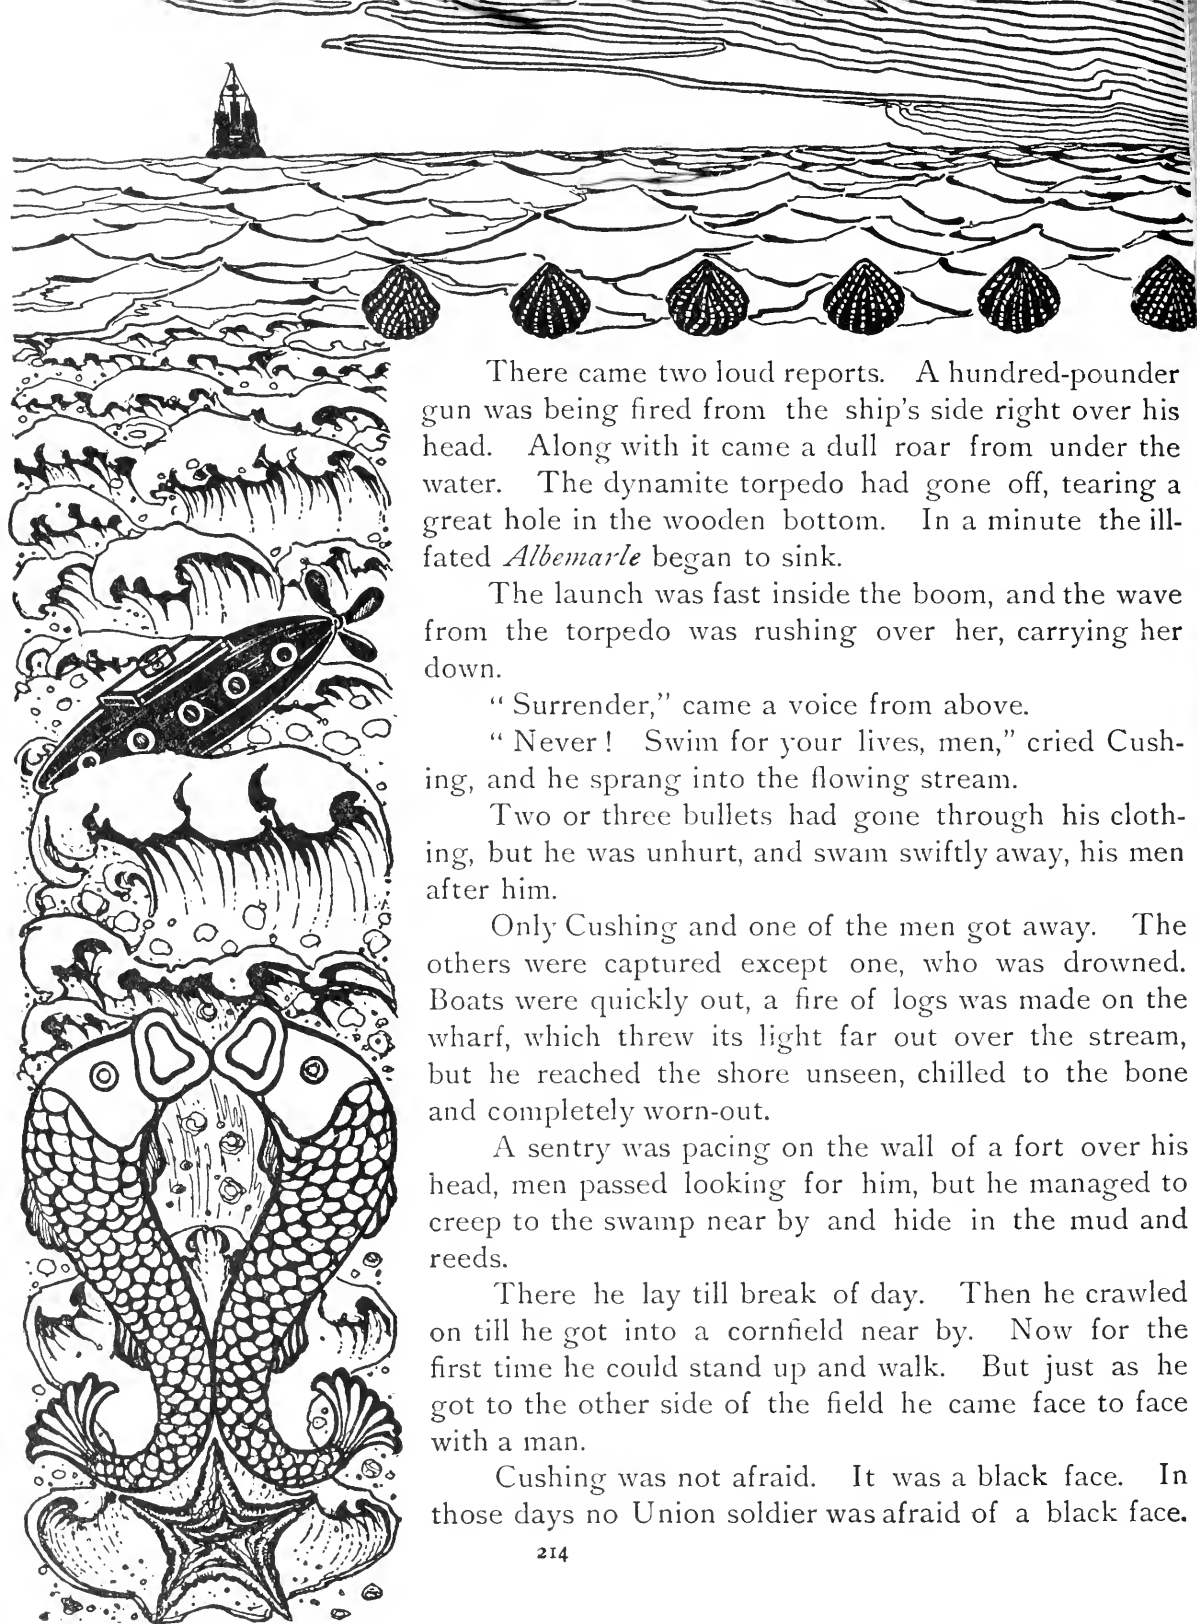 There came two loud reports. A hundred-pounder
gun was being fired from the ship's side right over his
head. Along with it came a dull roar from under the
water. The dynamite torpedo had gone off, tearing a
great hole in the wooden bottom. In a minute the ill-
fated Albemarle began to sink.
The launch was fast inside the boom, and the wave
from the torpedo was rushing over her, carrying her
down.
“ Surrender,” came a voice from above.
“ Never ! Swim for your lives, men,” cried Cush-
ing, and he sprang into the flowing stream.
Two or three bullets had gone through his cloth-
ing, but he was unhurt, and swam swiftly away, his men
after him.
Only Cushing and one of the men got away. The
others were captured except one, who was drowned.
Boats were quickly out, a fire of logs was made on the
wharf, which threw its light far out over the stream,
but he reached the shore unseen, chilled to the bone
and completely worn-out.
A sentry was pacing on the wall of a fort over his
head, men passed looking for him, but he managed to
creep to the swamp near by and hide in the mud and
reeds.
There he lay till break of day. Then he crawled
on till he got into a cornfield near by. Now for the
first time he could stand up and walk. But just as he
got to the other side of the field he came face to face
with a man.
Cushing was not afraid. It was a black face. In
those days no Union soldier was afraid of a black face.
214